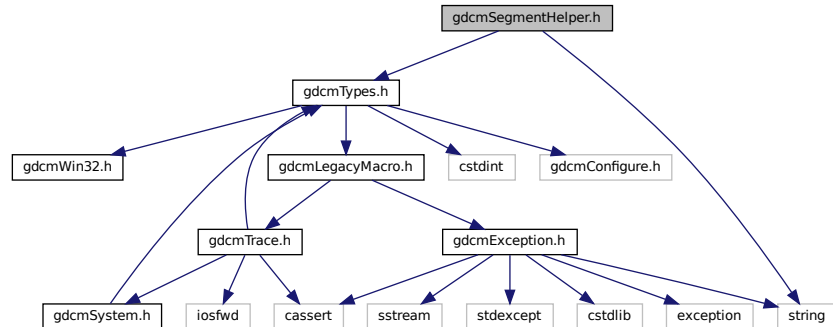 gdcmSegmentHelper.h
gdcmTypes.h
gdcmWin32.h
gdcmLegacyMacro.h
cstdint
gdcmConfigure.h
gdcmTrace.h
gdcmException.h
gdcmSystem.h
iosfwd
cassert
sstream
stdexcept
cstdlib
exception
string